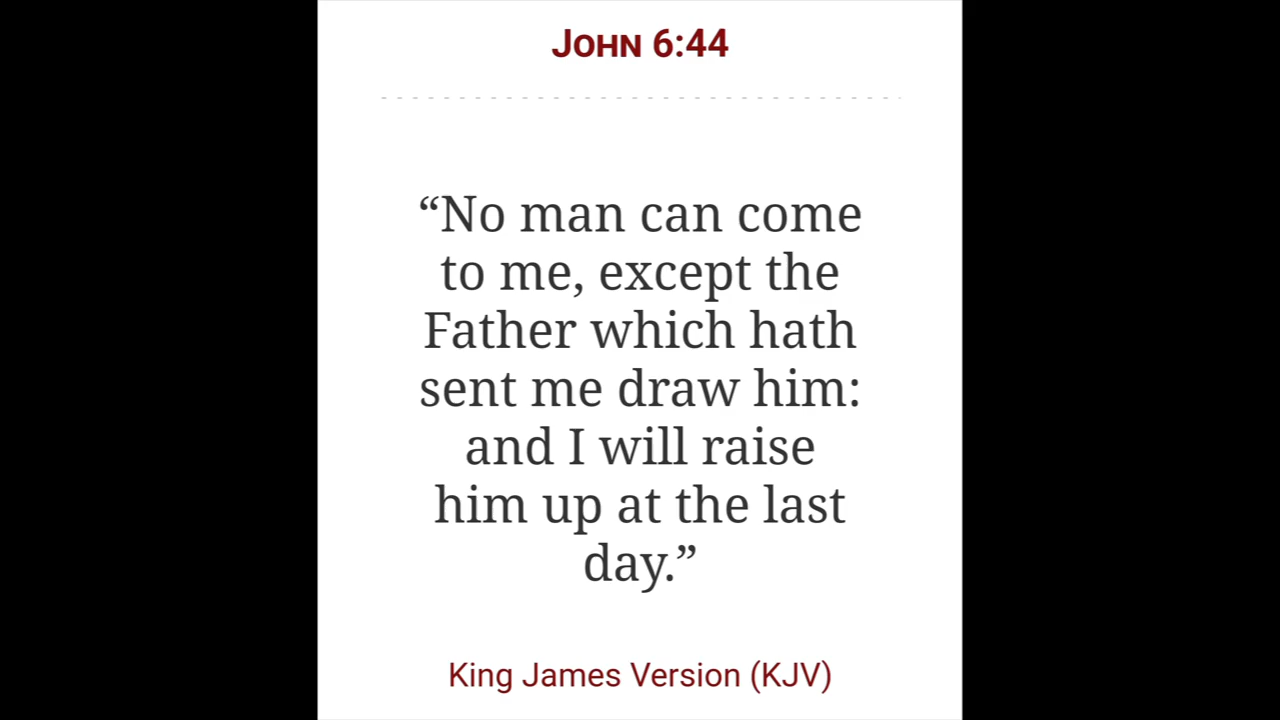 John 6:44
“No man can come
to me, except the
Father which hath
sent me draw him:
and I will raise
him up at the last
day.”
King James Version (KJV)